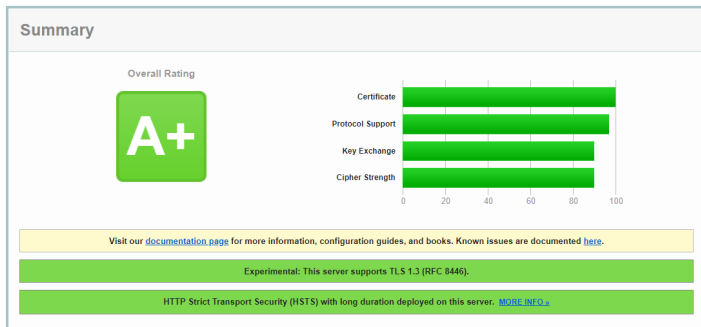 Summary
Overall Rating
A+
Certificate
Protocol Support
Key Exchange
Cipher Strength
0 20 40 60 80 100
Visit our documentation page for more information, configuration guides, and books. Known issues are documented here.
Experimental: This server supports TLS 1.3 (RFC 8446).
HTTP Strict Transport Security (HSTS) with long duration deployed on this server. MORE INFO »